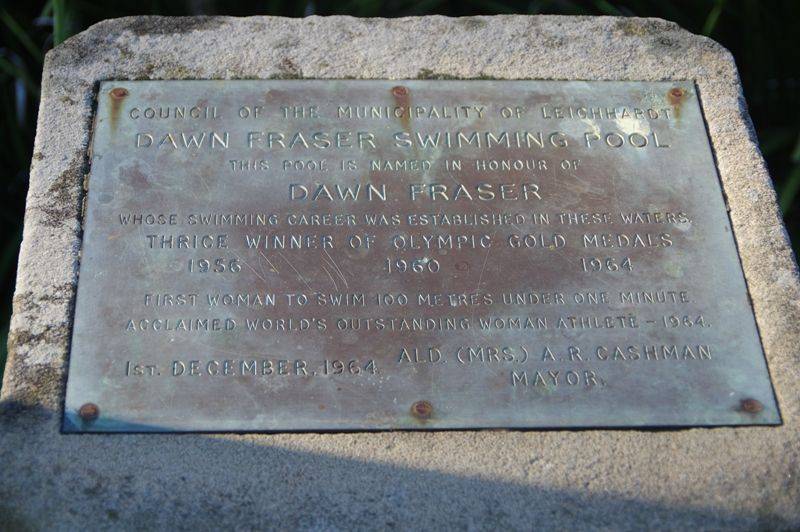 COUNCIL OF THE MUNICIPALITY OF LEICHHARDT
DAWN FRASER SWIMMING POOL
THIS POOL IS NAMED IN HONOUR OF
DAWN FRASER
WHOSE SWIMMING CAREER WAS ESTABLISHED IN THESE WATERS.
THRICE WINNER OF OLYMPIC GOLD MEDALS
1956 1960 1964
FIRST WOMAN TO SWIM 100 METRES UNDER ONE MINUTE.
ACCLAIMED WORLD'S OUTSTANDING WOMAN ATHLETE – 1964.
1ST. DECEMBER, 1964. ALD. (MRS.) A.R. CASHMAN
MAYOR.